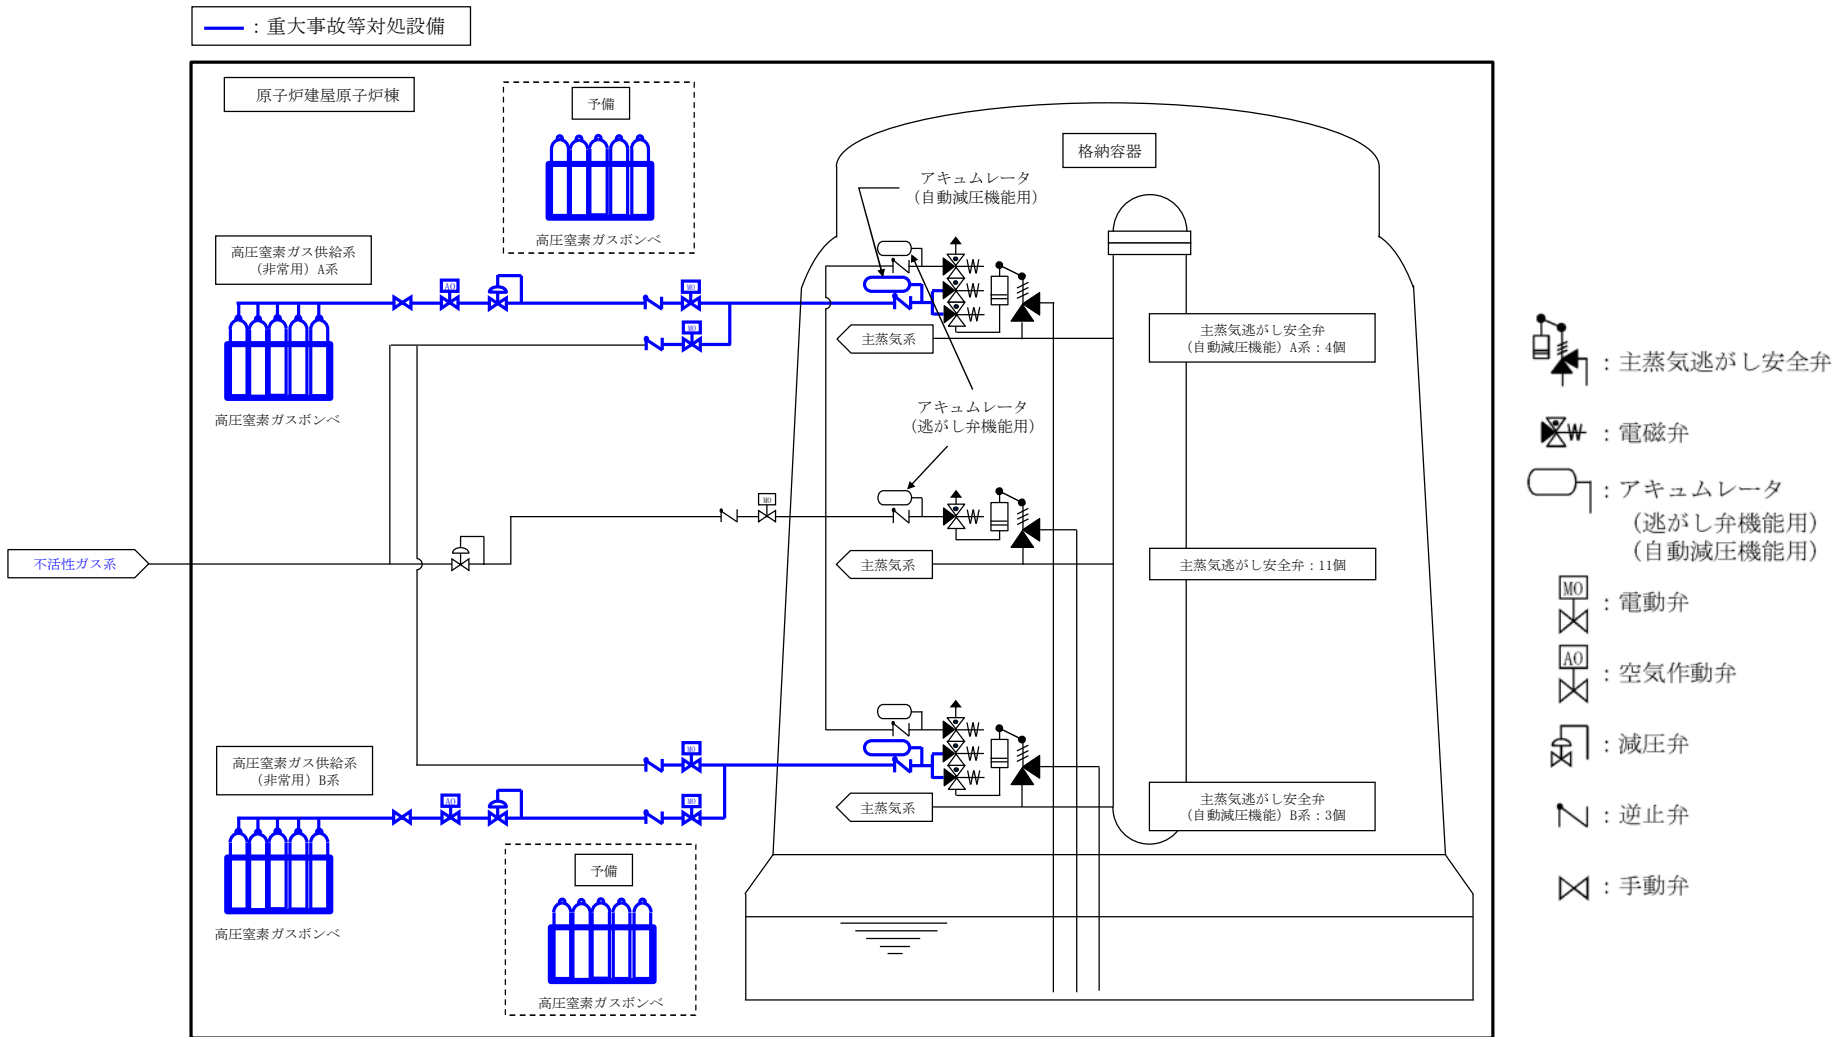 ：重大事故等対処設備
原子炉建屋原子炉棟
予備
高圧窒素ガスボンベ
格納容器
アキュムレータ
（自動減圧機能用）
高圧窒素ガス供給系
（非常用）A系
AO
MO
MO
高圧窒素ガスボンベ
主蒸気系
主蒸気逃がし安全弁
（自動減圧機能）A系：4個
アキュムレータ
（逃がし弁機能用）
MO
不活性ガス系
主蒸気系
主蒸気逃がし安全弁：11個
高圧窒素ガス供給系
（非常用）B系
MO
AO
MO
高圧窒素ガスボンベ
主蒸気系
主蒸気逃がし安全弁
（自動減圧機能）B系：3個
予備
高圧窒素ガスボンベ
：主蒸気逃がし安全弁
：電磁弁
：アキュムレータ
（逃がし弁機能用）
（自動減圧機能用）
MO
：電動弁
AO
：空気作動弁
：減圧弁
：逆止弁
：手動弁